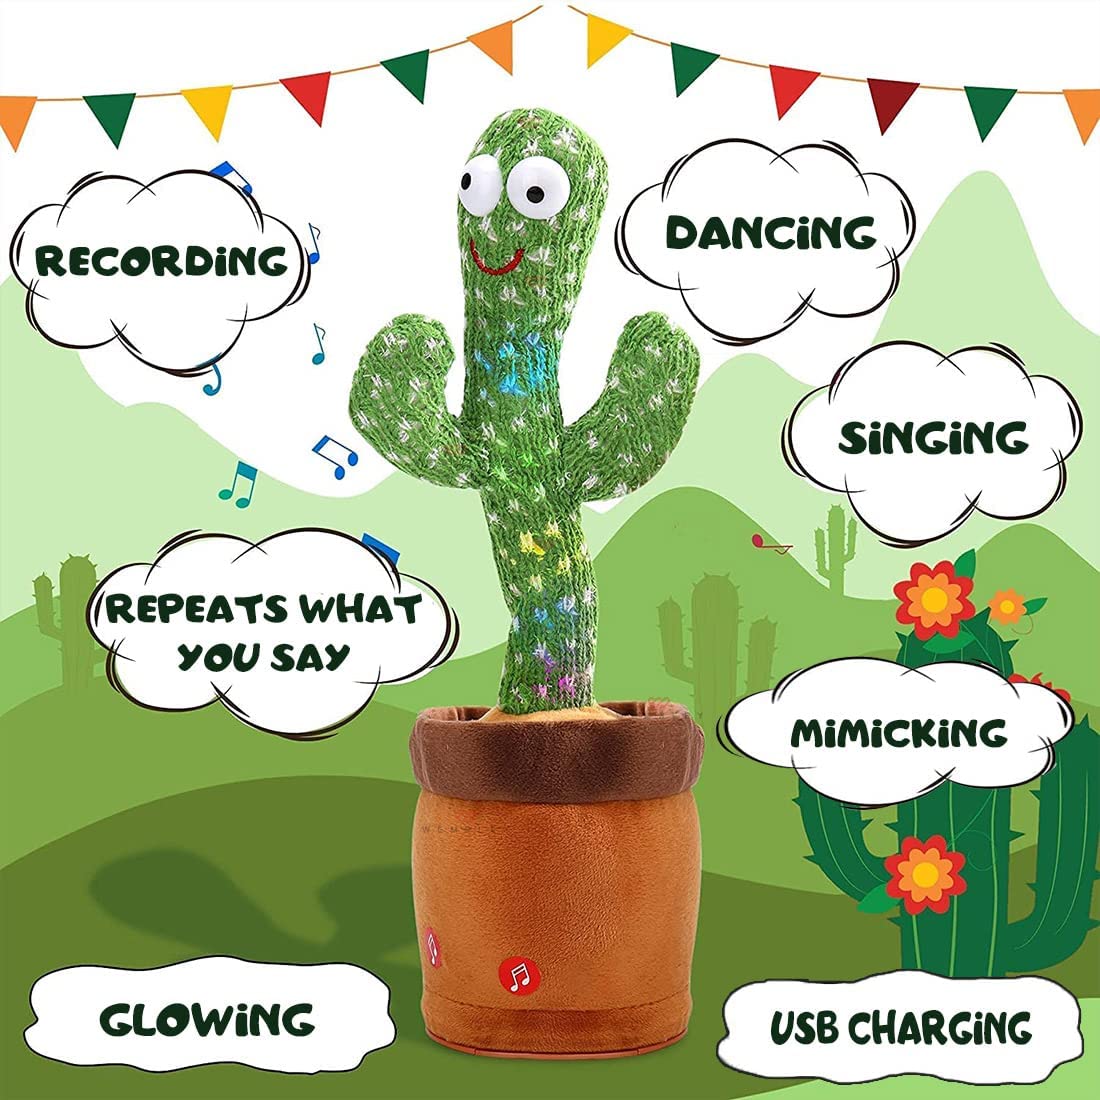 RECORDING
DANCING
SINGING
REPEATS WHAT
YOU SAY
MIMICKING
GLOWING
USB CHARGING